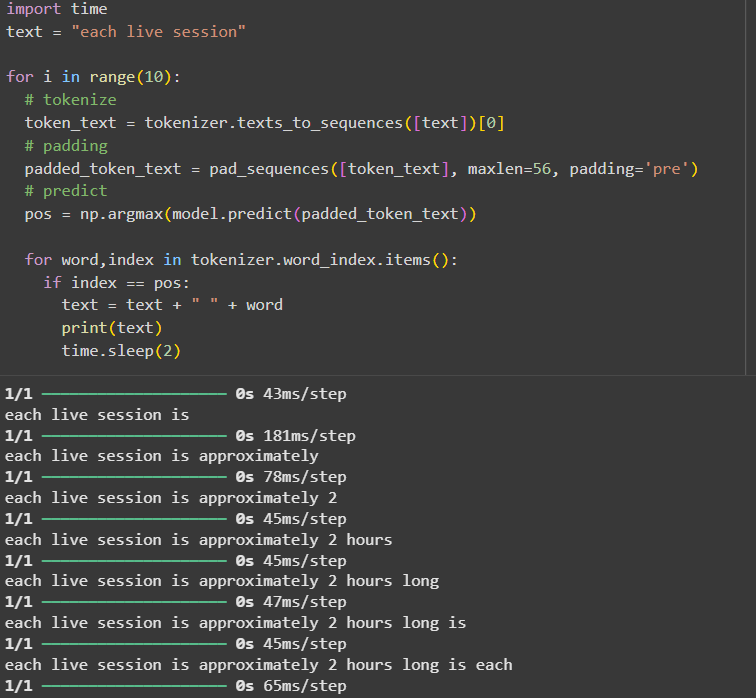 import time
text = "each live session"
for i in range(10):
# tokenize
token_text = tokenizer.texts_to_sequences([text])[0]
# padding
padded_token_text = pad_sequences([token_text], maxlen=56, padding='pre')
# predict
pos = np.argmax(model.predict(padded_token_text))
for word,index in tokenizer.word_index.items():
if index == pos:
text = text + " " + word
print(text)
time.sleep(2)
1/1 ━━━━━━━━━━━━━━━━━━━━ 0s 43ms/step
each live session is
1/1 ━━━━━━━━━━━━━━━━━━━━ 0s 181ms/step
each live session is approximately
1/1 ━━━━━━━━━━━━━━━━━━━━ 0s 78ms/step
each live session is approximately 2
1/1 ━━━━━━━━━━━━━━━━━━━━ 0s 45ms/step
each live session is approximately 2 hours
1/1 ━━━━━━━━━━━━━━━━━━━━ 0s 45ms/step
each live session is approximately 2 hours long
1/1 ━━━━━━━━━━━━━━━━━━━━ 0s 47ms/step
each live session is approximately 2 hours long is
1/1 ━━━━━━━━━━━━━━━━━━━━ 0s 45ms/step
each live session is approximately 2 hours long is each
1/1 ━━━━━━━━━━━━━━━━━━━━ 0s 65ms/step